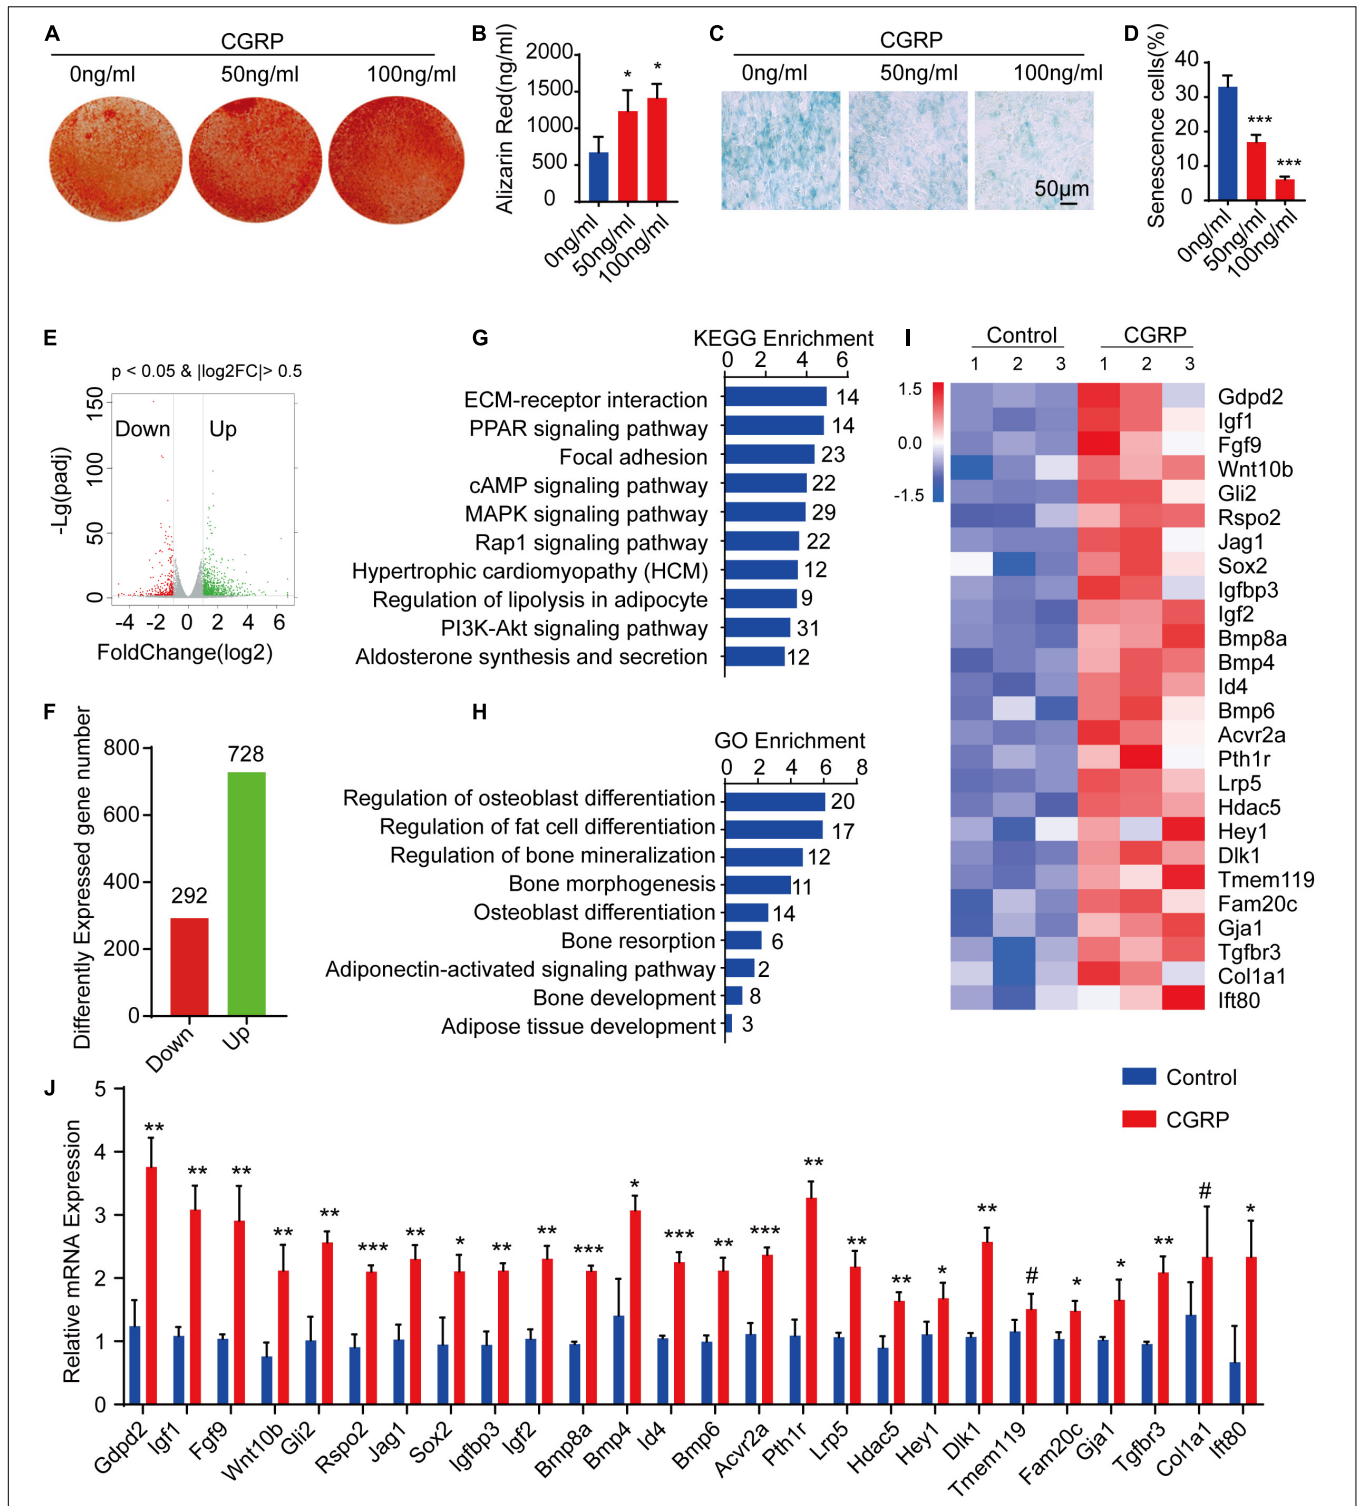 A
CGRP
0ng/ml 50ng/ml 100ng/ml
B
Alizarin Red(ng/ml)
2000
1500
1000
500
0
* *
0ng/ml 50ng/ml 100ng/ml
C
CGRP
0ng/ml 50ng/ml 100ng/ml
50μm
D
Senescence cells(%)
40
30
20
10
0
*** ***
0ng/ml 50ng/ml 100ng/ml
E
p < 0.05 & |log2FC|> 0.5
Down Up
-Lg(padj)
150
100
50
0
-4 -2 0 2 4 6
FoldChange(log2)
F
Differently Expressed gene number
800
600
400
200
0
292 728
Down Up
G
KEGG Enrichment
0 2 4 6
ECM-receptor interaction 14
PPAR signaling pathway 14
Focal adhesion 23
cAMP signaling pathway 22
MAPK signaling pathway 29
Rap1 signaling pathway 22
Hypertrophic cardiomyopathy (HCM) 12
Regulation of lipolysis in adipocyte 9
PI3K-Akt signaling pathway 31
Aldosterone synthesis and secretion 12
H
GO Enrichment
0 2 4 6 8
Regulation of osteoblast differentiation 20
Regulation of fat cell differentiation 17
Regulation of bone mineralization 12
Bone morphogenesis 11
Osteoblast differentiation 14
Bone resorption 6
Adiponectin-activated signaling pathway 2
Bone development 8
Adipose tissue development 3
I
Control CGRP
1 2 3 1 2 3
1.5
0.0
-1.5
Gdpd2
Igf1
Fgf9
Wnt10b
Gli2
Rspo2
Jag1
Sox2
Igfbp3
Igf2
Bmp8a
Bmp4
Id4
Bmp6
Acvr2a
Pth1r
Lrp5
Hdac5
Hey1
Dlk1
Tmem119
Fam20c
Gja1
Tgfbr3
Col1a1
Ift80
J
Control
CGRP
Relative mRNA Expression
5
4
3
2
1
0
** ** ** ** ** *** ** * ** ** *** * *** ** *** ** ** ** * ** # * * ** # *
Gdpd2 Igf1 Fgf9 Wnt10b Gli2 Rspo2 Jag1 Sox2 Igfbp3 Igf2 Bmp8a Bmp4 Id4 Bmp6 Acvr2a Pth1r Lrp5 Hdac5 Hey1 Dlk1 Tmem119 Fam20c Gja1 Tgfbr3 Col1a1 Ift80